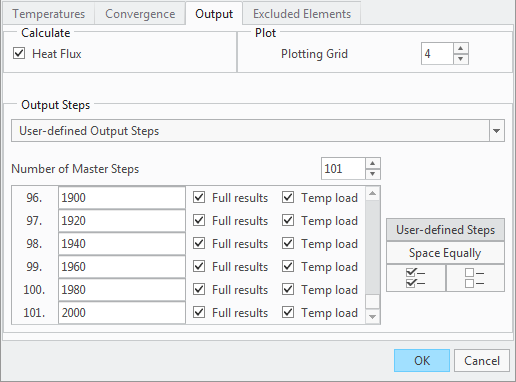 Temperatures Convergence Output Excluded Elements
Calculate Plot
Heat Flux Plotting Grid 4
Output Steps
User-defined Output Steps
Number of Master Steps 101
96. 1900 Full results Temp load
97. 1920 Full results Temp load
98. 1940 Full results Temp load
99. 1960 Full results Temp load
100. 1980 Full results Temp load
101. 2000 Full results Temp load
User-defined Steps
Space Equally
OK Cancel